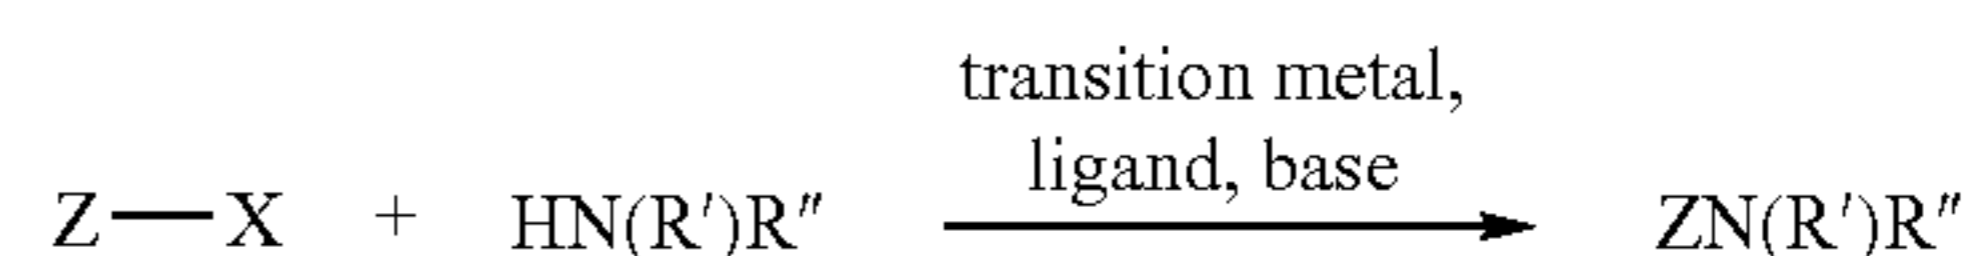 transition metal,
ligand, base
Z—X + HN(R′)R″ ZN(R′)R″